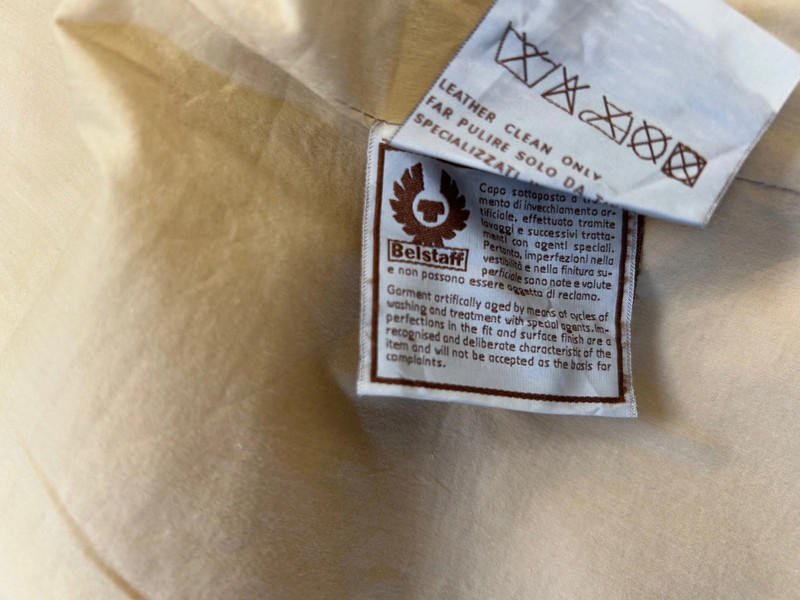 LEATHER CLEAN ONLY
FAR PULIRE SOLO DA
SPECIALIZZATI
Belstaff
Capo sottoposto a
mento di invecchiamento ar-
tificiale, effettuato tramite
lavaggi e successivi tratta-
menti con agenti speciali.
Pertanto, imperfezioni nella
vestibilità e nella finitura su-
perficiale sono note e volute
e non possono essere oggetto di reclamo.
Garment artificially aged by means of cycles of
washing and treatment with special agents. Im-
perfections in the fit and surface finish are a
recognised and deliberate characteristic of the
item and will not be accepted as the basis for
complaints.